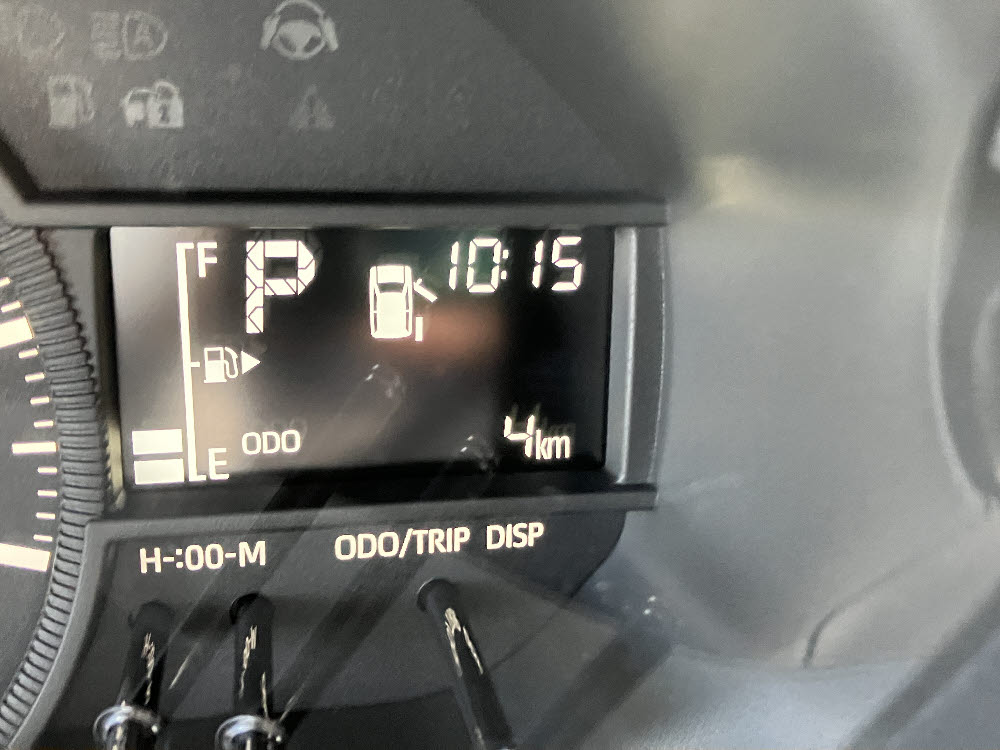 F P 10:15
ODO 4km
E
H-:00-M ODO/TRIP DISP